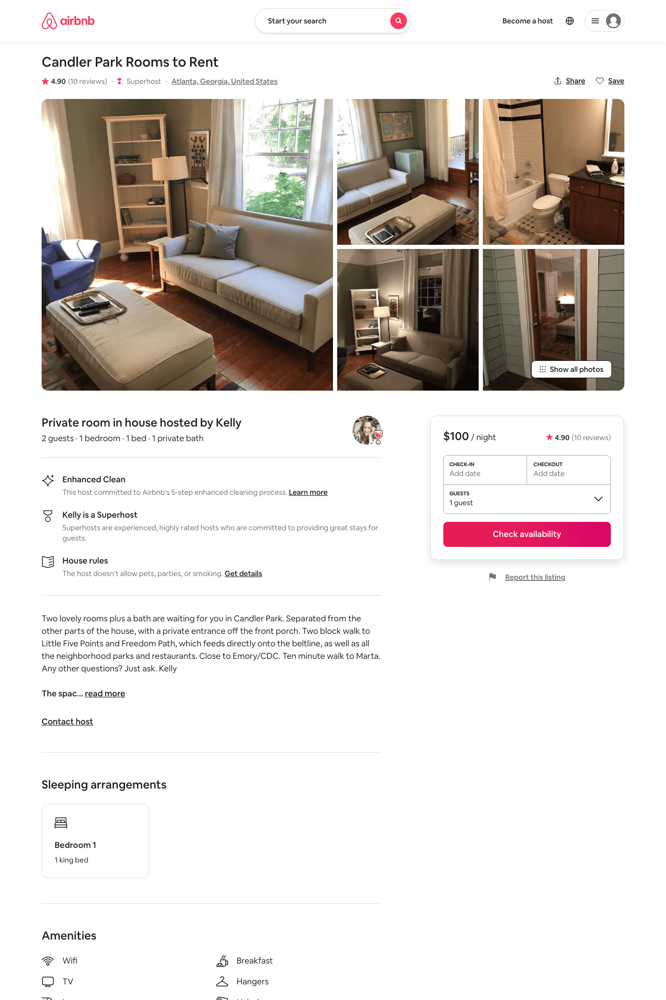 airbnb
Start your search
Become a host
Candler Park Rooms to Rent
4.90 (10 reviews) · Superhost · Atlanta, Georgia, United States
Share
Save
Show all photos
Private room in house hosted by Kelly
2 guests · 1 bedroom · 1 bed · 1 private bath
Enhanced Clean
This host committed to Airbnb's 5-step enhanced cleaning process. Learn more
Kelly is a Superhost
Superhosts are experienced, highly rated hosts who are committed to providing great stays for
guests.
House rules
The host doesn’t allow pets, parties, or smoking. Get details
$100 / night
4.90 (10 reviews)
CHECK-IN
Add date
CHECKOUT
Add date
GUESTS
1 guest
Check availability
Report this listing
Two lovely rooms plus a bath are waiting for you in Candler Park. Separated from the
other parts of the house, with a private entrance off the front porch. Two block walk to
Little Five Points and Freedom Path, which feeds directly onto the beltline, as well as all
the neighborhood parks and restaurants. Close to Emory/CDC. Ten minute walk to Marta.
Any other questions? Just ask. Kelly
The spac... read more
Contact host
Sleeping arrangements
Bedroom 1
1 king bed
Amenities
Wifi
Breakfast
TV
Hangers